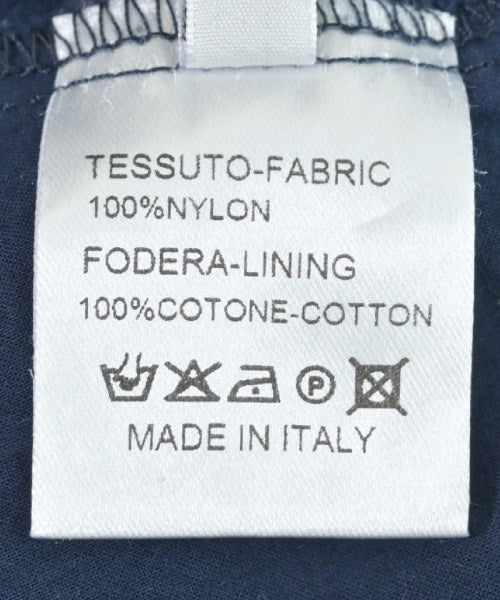 TESSUTO-FABRIC
100%NYLON
FODERA-LINING
100%COTONE-COTTON
P
MADE IN ITALY